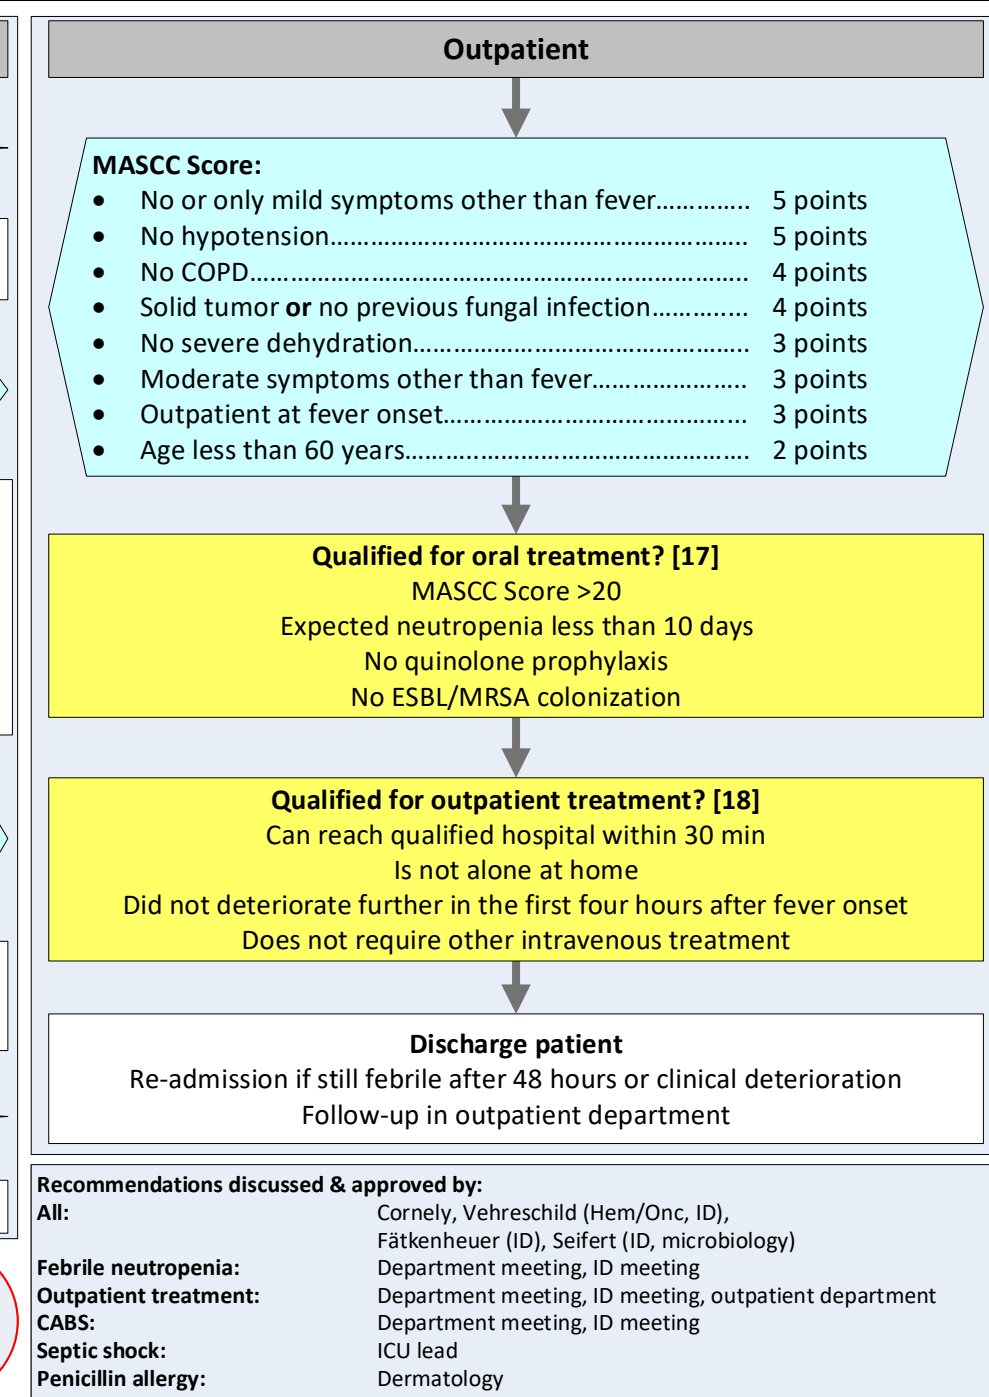 Outpatient
MASCC Score:
• No or only mild symptoms other than fever………….. 5 points
• No hypotension…………………………………………………….. 5 points
• No COPD……………………………………………………………….. 4 points
• Solid tumor or no previous fungal infection…………... 4 points
• No severe dehydration………………………………………….. 3 points
• Moderate symptoms other than fever………………….. 3 points
• Outpatient at fever onset……………………………………... 3 points
• Age less than 60 years…………………………………………. 2 points
Qualified for oral treatment? [17]
MASCC Score >20
Expected neutropenia less than 10 days
No quinolone prophylaxis
No ESBL/MRSA colonization
Qualified for outpatient treatment? [18]
Can reach qualified hospital within 30 min
Is not alone at home
Did not deteriorate further in the first four hours after fever onset
Does not require other intravenous treatment
Discharge patient
Re-admission if still febrile after 48 hours or clinical deterioration
Follow-up in outpatient department
Recommendations discussed & approved by:
All: Cornely, Vehreschild (Hem/Onc, ID),
Fätkenheuer (ID), Seifert (ID, microbiology)
Febrile neutropenia: Department meeting, ID meeting
Outpatient treatment: Department meeting, ID meeting, outpatient department
CABS: Department meeting, ID meeting
Septic shock: ICU lead
Penicillin allergy: Dermatology